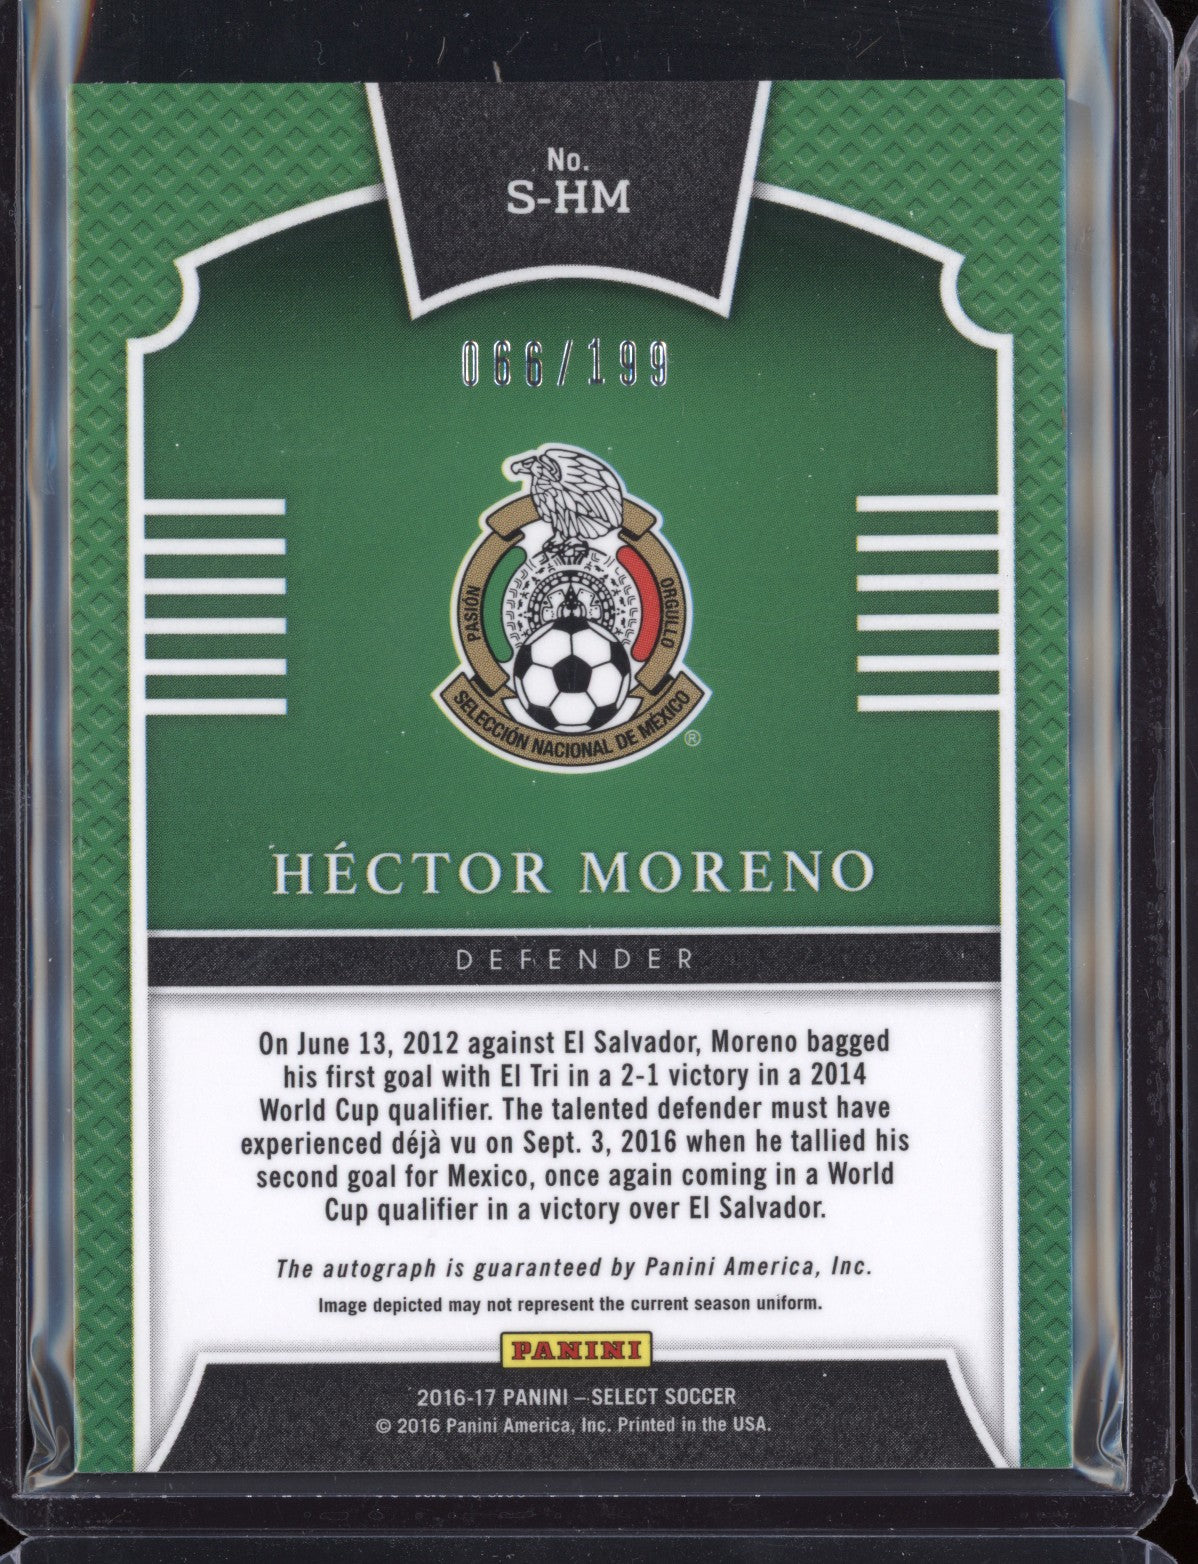 No.
S-HM
066/199
PASIÓN
ORGULLO
SELECCIÓN NACIONAL DE MÉXICO
®
HÉCTOR MORENO
DEFENDER
On June 13, 2012 against El Salvador, Moreno bagged
his first goal with El Tri in a 2-1 victory in a 2014
World Cup qualifier. The talented defender must have
experienced déjà vu on Sept. 3, 2016 when he tallied his
second goal for Mexico, once again coming in a World
Cup qualifier in a victory over El Salvador.
The autograph is guaranteed by Panini America, Inc.
Image depicted may not represent the current season uniform.
PANINI
2016-17 PANINI – SELECT SOCCER
© 2016 Panini America, Inc. Printed in the USA.